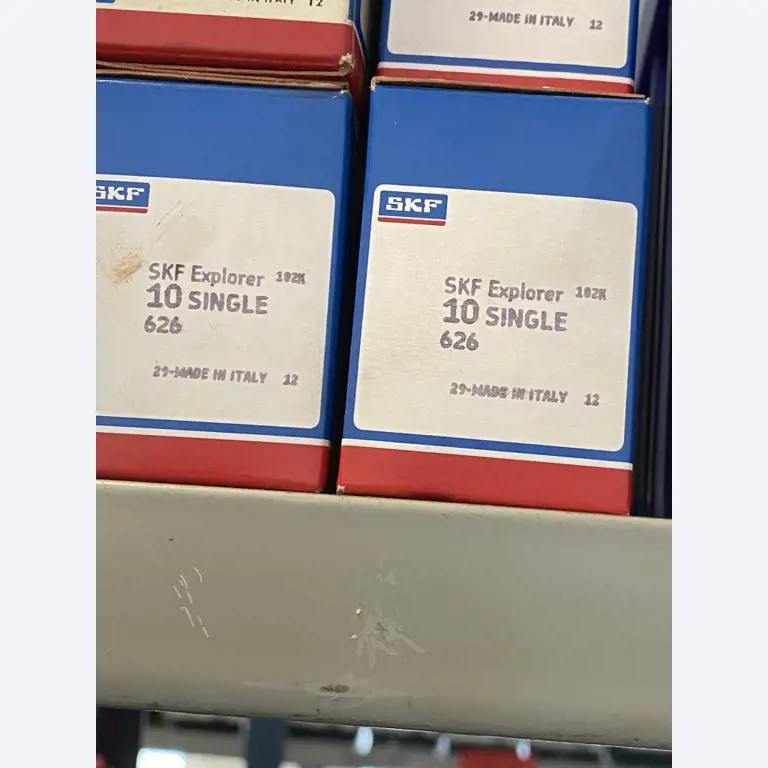 12
29-MADE IN ITALY 12
SKF
SKF Explorer 102K
10 SINGLE
626
29-MADE IN ITALY 12
SKF
SKF Explorer 102K
10 SINGLE
626
29-MADE IN ITALY 12